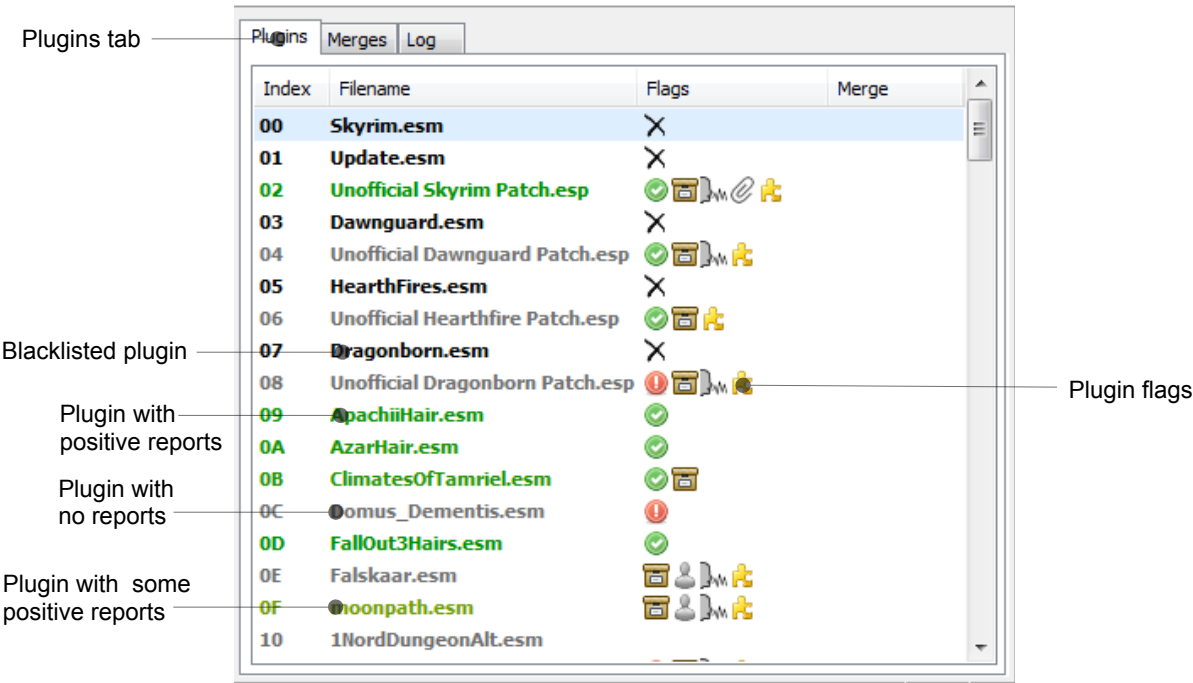 Plugins tab
Plugins Merges Log
Index Filename Flags Merge
00 Skyrim.esm
01 Update.esm
02 Unofficial Skyrim Patch.esp
03 Dawnguard.esm
04 Unofficial Dawnguard Patch.esp
05 HearthFires.esm
06 Unofficial Hearthfire Patch.esp
Blacklisted plugin
07 Dragonborn.esm
08 Unofficial Dragonborn Patch.esp
Plugin flags
Plugin with
positive reports
09 ApachiiHair.esm
0A AzarHair.esm
0B ClimatesOfTamriel.esm
Plugin with
no reports
0C Domus_Dementis.esm
0D FallOut3Hairs.esm
0E Falskaar.esm
Plugin with some
positive reports
0F moonpath.esm
10 1NordDungeonAlt.esm